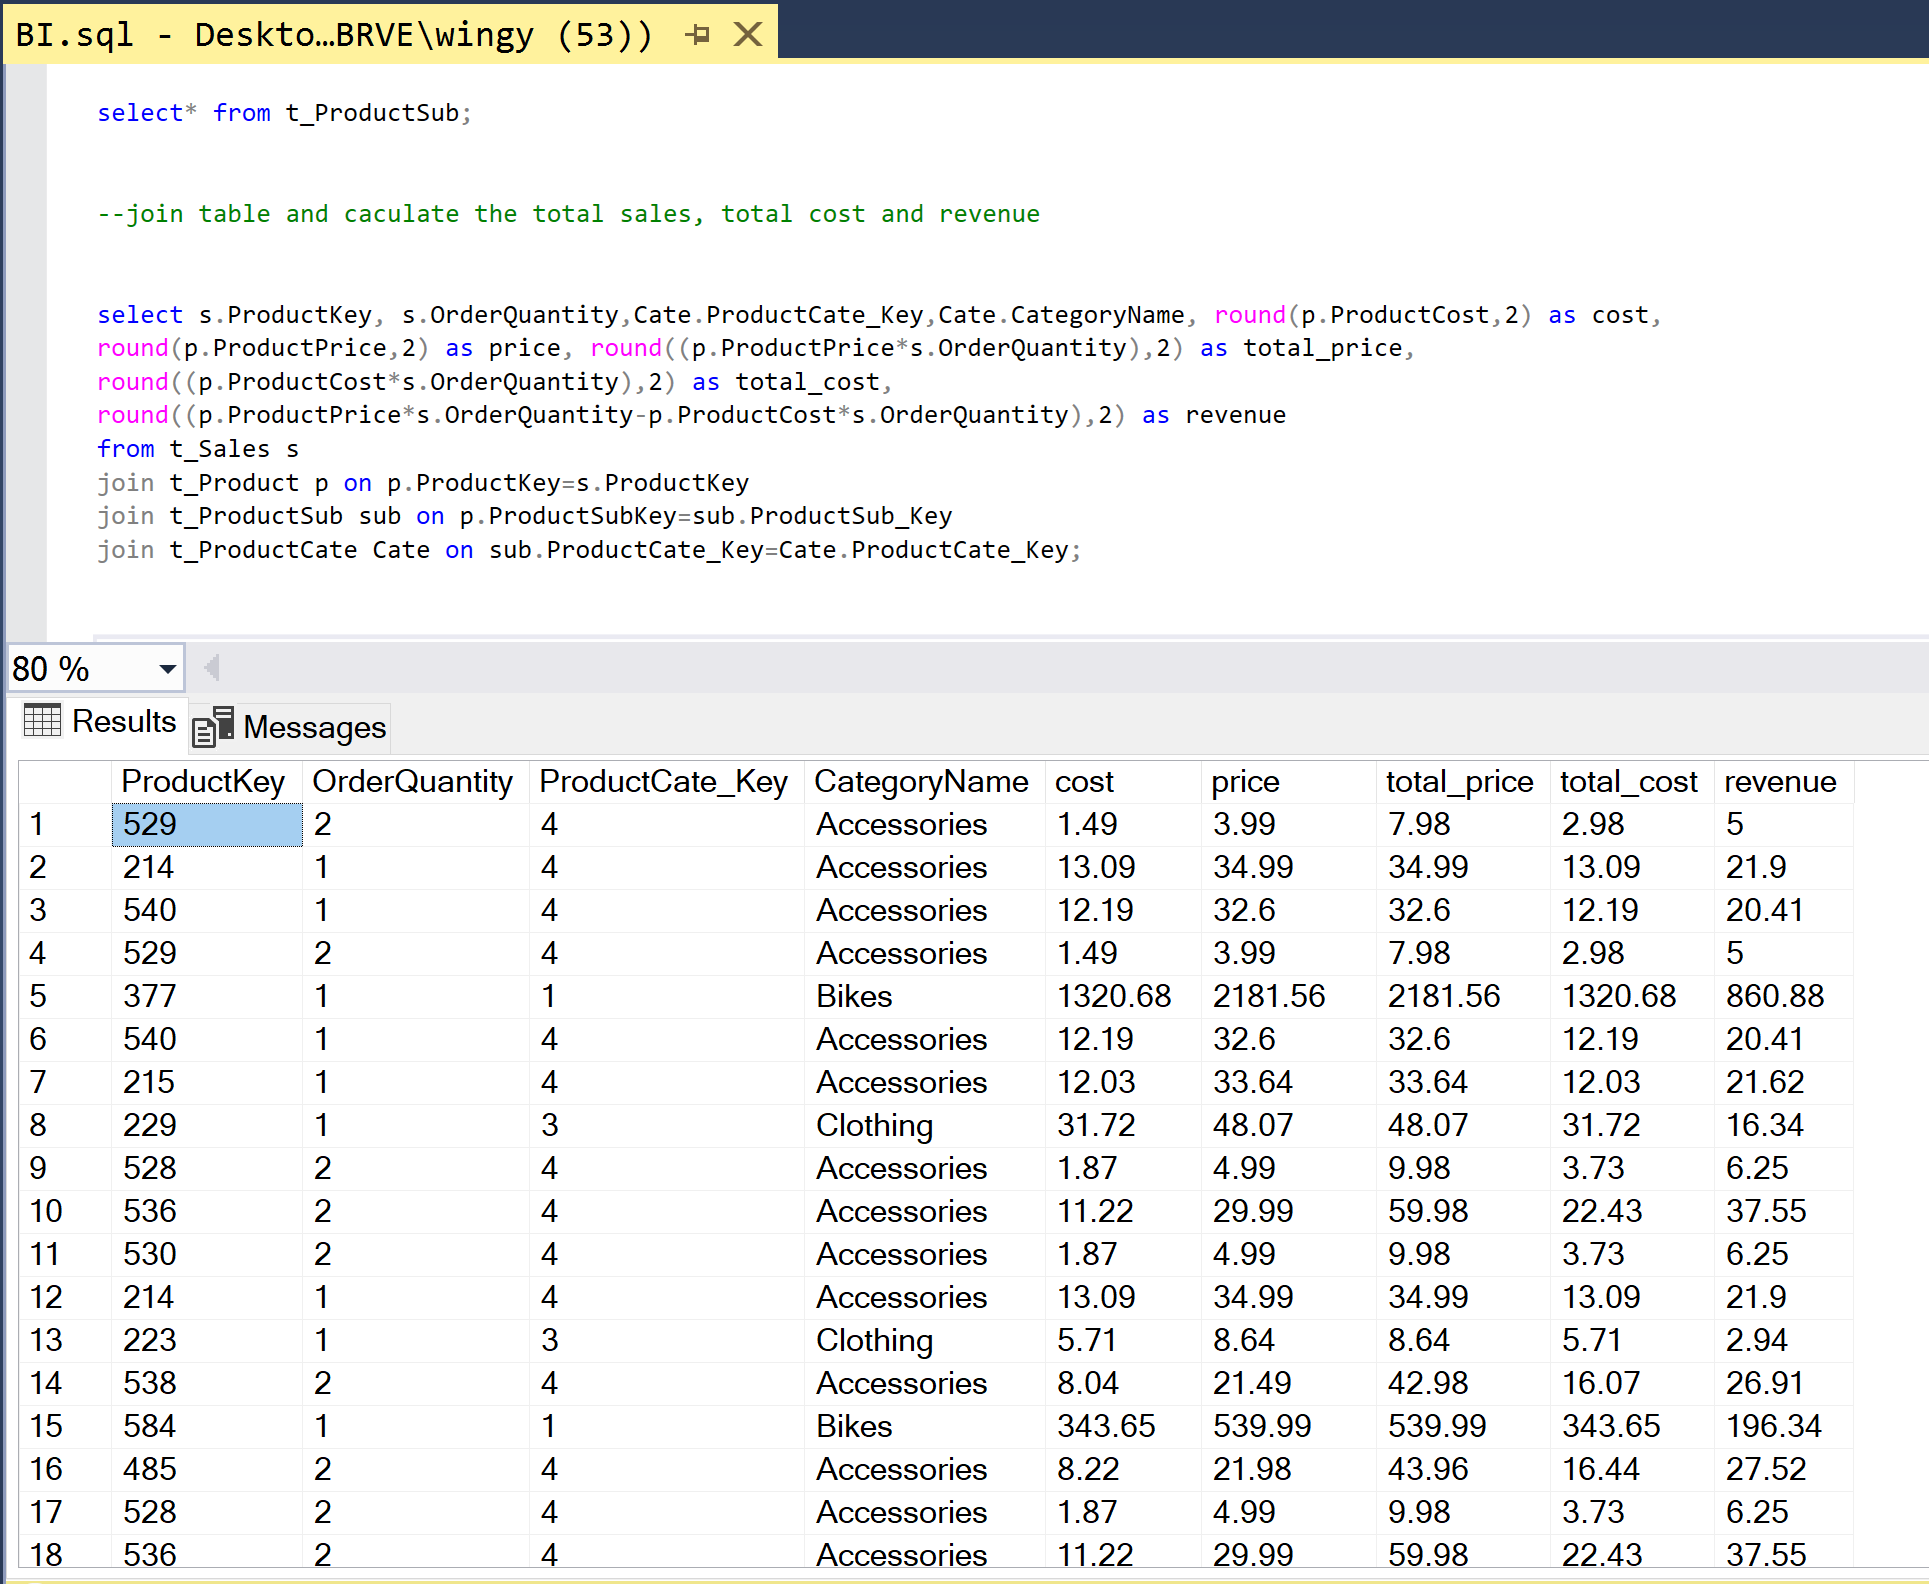 BI.sql - Deskto...BRVE\wingy (53))
select* from t_ProductSub;
--join table and caculate the total sales, total cost and revenue
select s.ProductKey, s.OrderQuantity,Cate.ProductCate_Key,Cate.CategoryName, round(p.ProductCost,2) as cost,
round(p.ProductPrice,2) as price, round((p.ProductPrice*s.OrderQuantity),2) as total_price,
round((p.ProductCost*s.OrderQuantity),2) as total_cost,
round((p.ProductPrice*s.OrderQuantity-p.ProductCost*s.OrderQuantity),2) as revenue
from t_Sales s
join t_Product p on p.ProductKey=s.ProductKey
join t_ProductSub sub on p.ProductSubKey=sub.ProductSub_Key
join t_ProductCate Cate on sub.ProductCate_Key=Cate.ProductCate_Key;
80 %
Results Messages
ProductKey OrderQuantity ProductCate_Key CategoryName cost price total_price total_cost revenue
1 529 2 4 Accessories 1.49 3.99 7.98 2.98 5
2 214 1 4 Accessories 13.09 34.99 34.99 13.09 21.9
3 540 1 4 Accessories 12.19 32.6 32.6 12.19 20.41
4 529 2 4 Accessories 1.49 3.99 7.98 2.98 5
5 377 1 1 Bikes 1320.68 2181.56 2181.56 1320.68 860.88
6 540 1 4 Accessories 12.19 32.6 32.6 12.19 20.41
7 215 1 4 Accessories 12.03 33.64 33.64 12.03 21.62
8 229 1 3 Clothing 31.72 48.07 48.07 31.72 16.34
9 528 2 4 Accessories 1.87 4.99 9.98 3.73 6.25
10 536 2 4 Accessories 11.22 29.99 59.98 22.43 37.55
11 530 2 4 Accessories 1.87 4.99 9.98 3.73 6.25
12 214 1 4 Accessories 13.09 34.99 34.99 13.09 21.9
13 223 1 3 Clothing 5.71 8.64 8.64 5.71 2.94
14 538 2 4 Accessories 8.04 21.49 42.98 16.07 26.91
15 584 1 1 Bikes 343.65 539.99 539.99 343.65 196.34
16 485 2 4 Accessories 8.22 21.98 43.96 16.44 27.52
17 528 2 4 Accessories 1.87 4.99 9.98 3.73 6.25
18 536 2 4 Accessories 11.22 29.99 59.98 22.43 37.55